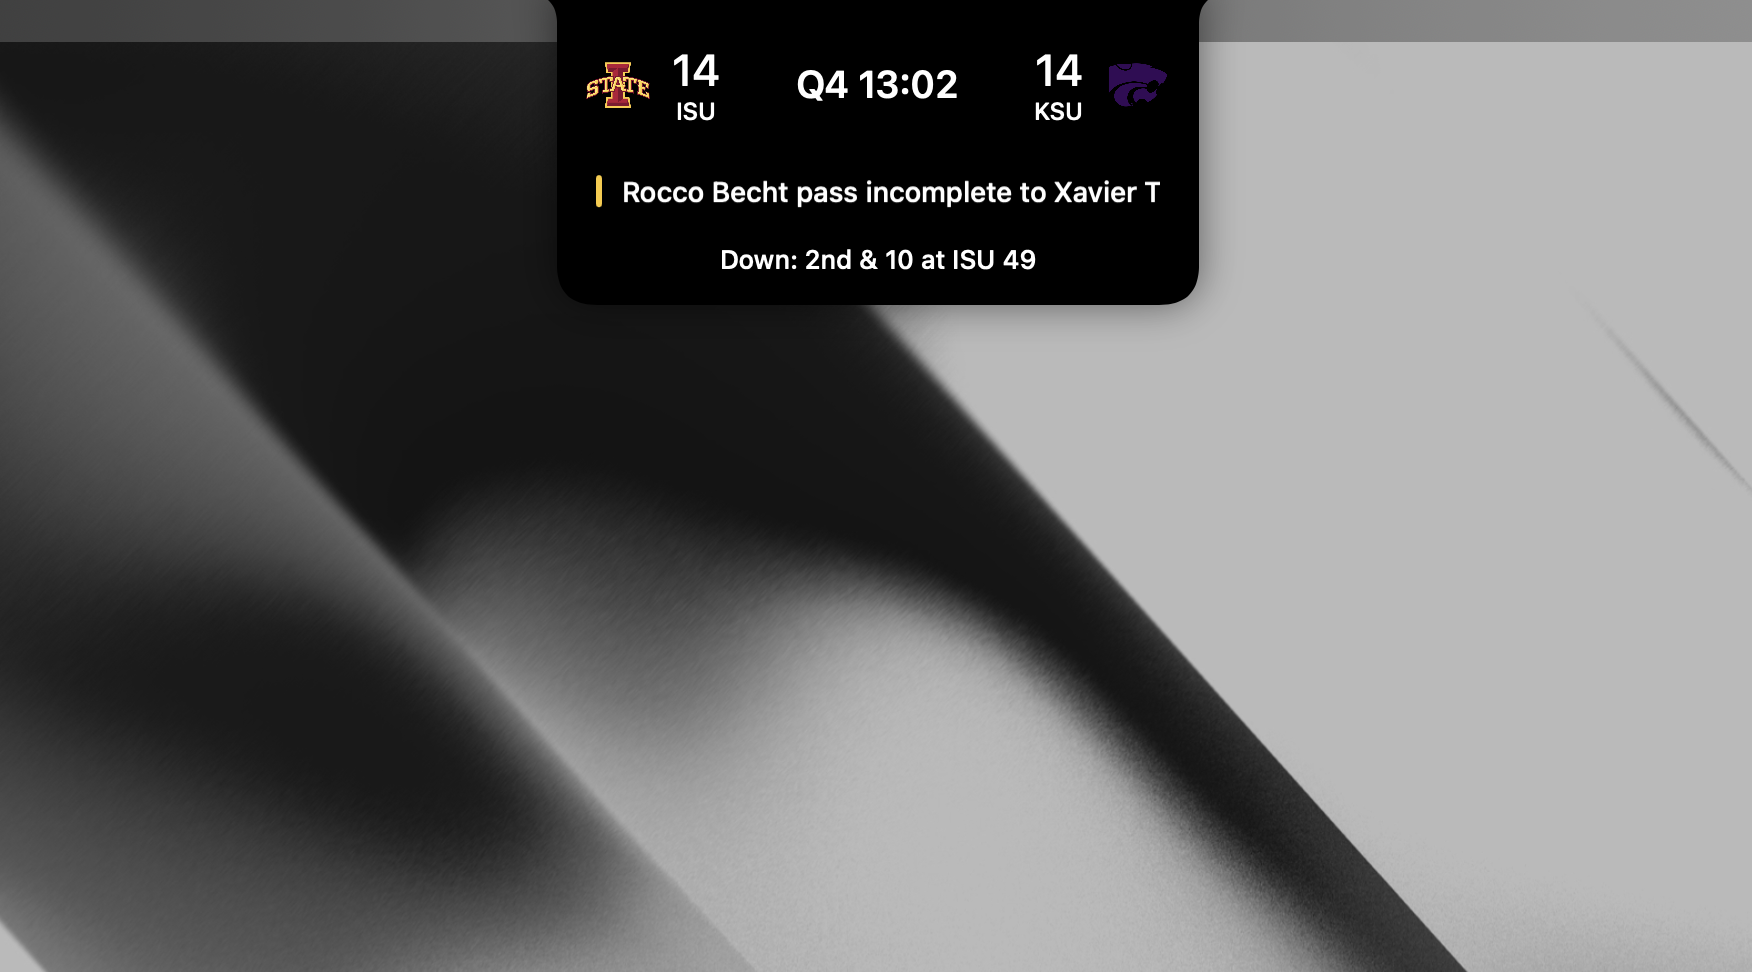 STATE
14
ISU
Q4 13:02
14
KSU
Rocco Becht pass incomplete to Xavier T
Down: 2nd & 10 at ISU 49